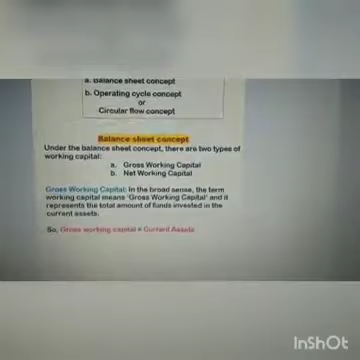 a. Balance sheet concept
b. Operating cycle concept
or
Circular flow concept
Balance sheet concept
Under the balance sheet concept, there are two types of
working capital:
a. Gross Working Capital
b. Net Working Capital
Gross Working Capital: In the broad sense, the term
working capital means 'Gross Working Capital' and it
represents the total amount of funds invested in the
current assets.
So, Gross working capital = Current Assets
InShOt